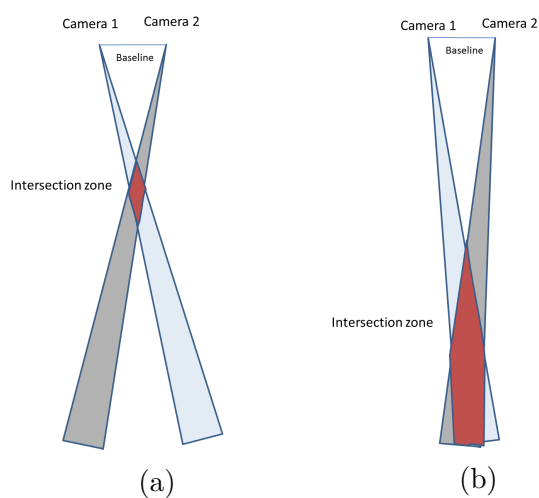 Camera 1
Camera 2
Baseline
Intersection zone
(a)
Camera 1
Camera 2
Baseline
Intersection zone
(b)